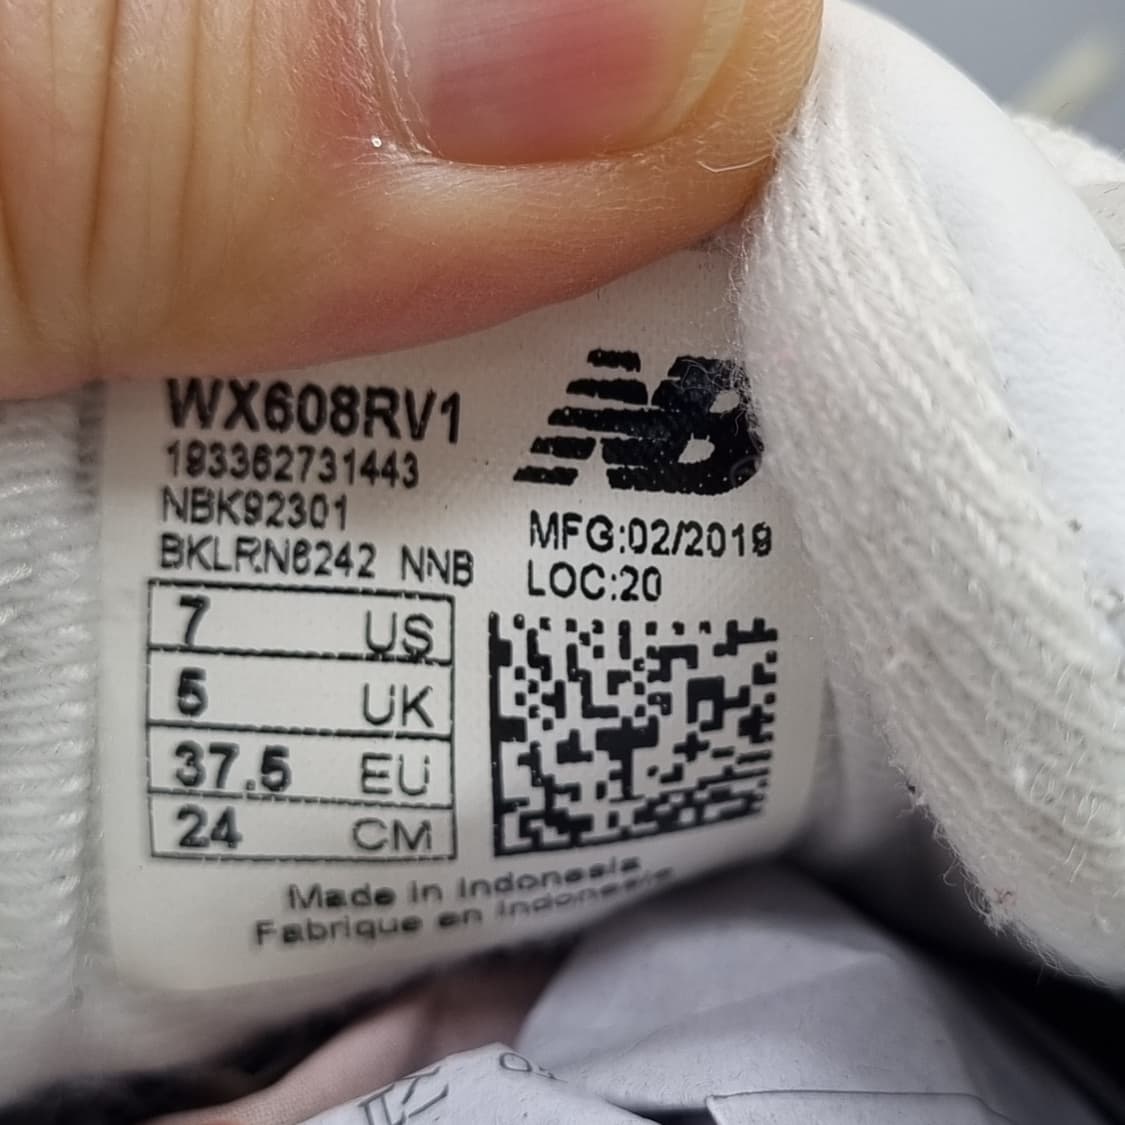 WX608RV1
193362731443
NBK92301
BKLRN6242 NNB
NB
MFG:02/2019
LOC:20
7 US
5 UK
37.5 EU
24 CM
Made in Indonesia
Fabrique en Indonesie